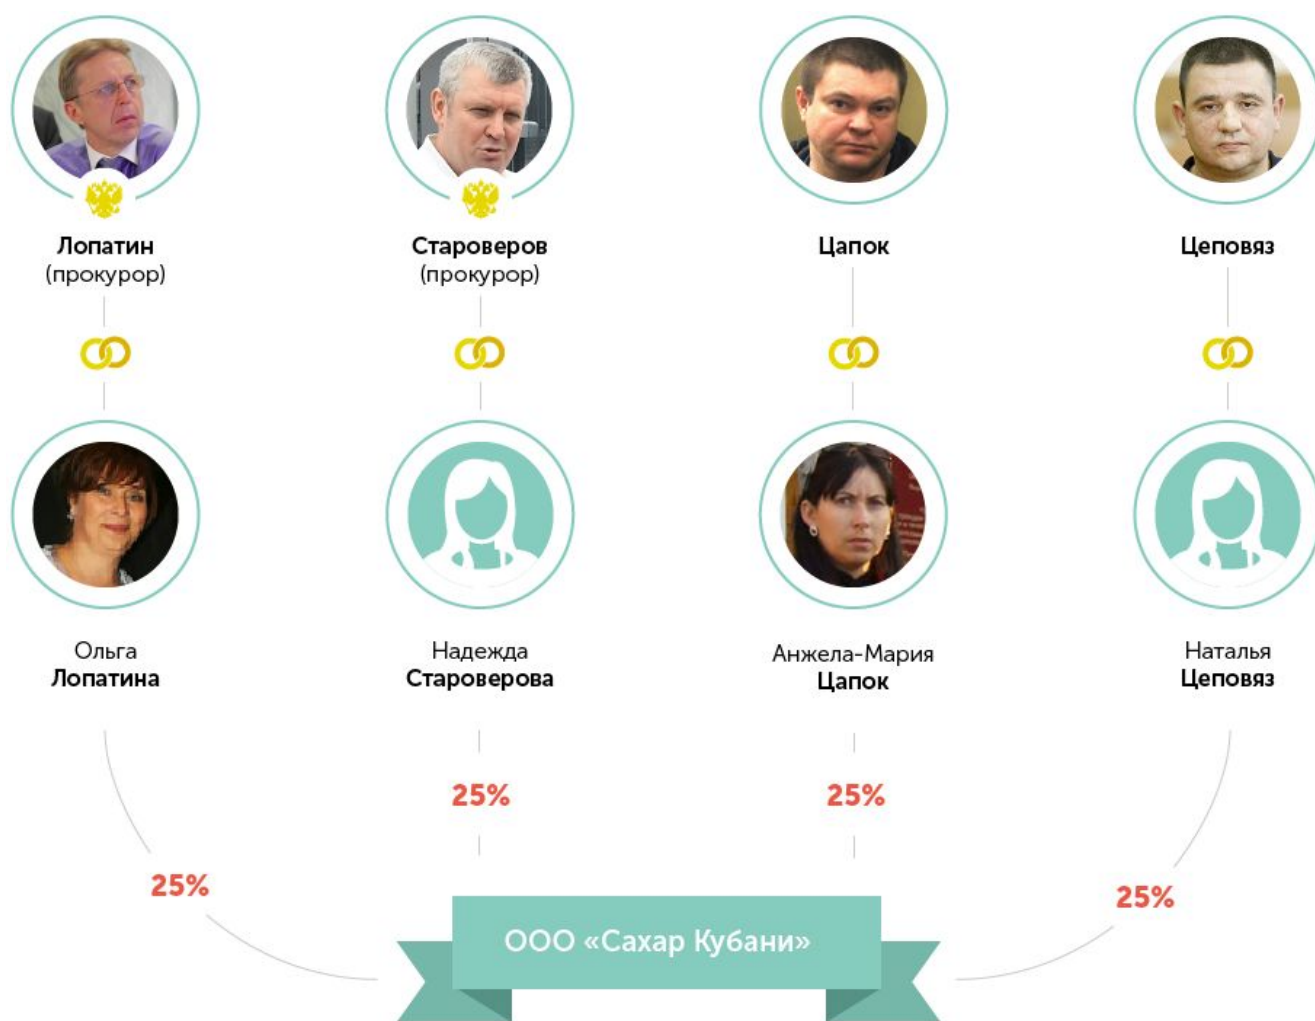 Лопатин
(прокурор)
Староверов
(прокурор)
Цапок
Цеповяз
Ольга
Лопатина
Надежда
Староверова
Анжела-Мария
Цапок
Наталья
Цеповяз
25%
25%
25%
25%
ООО «Сахар Кубани»